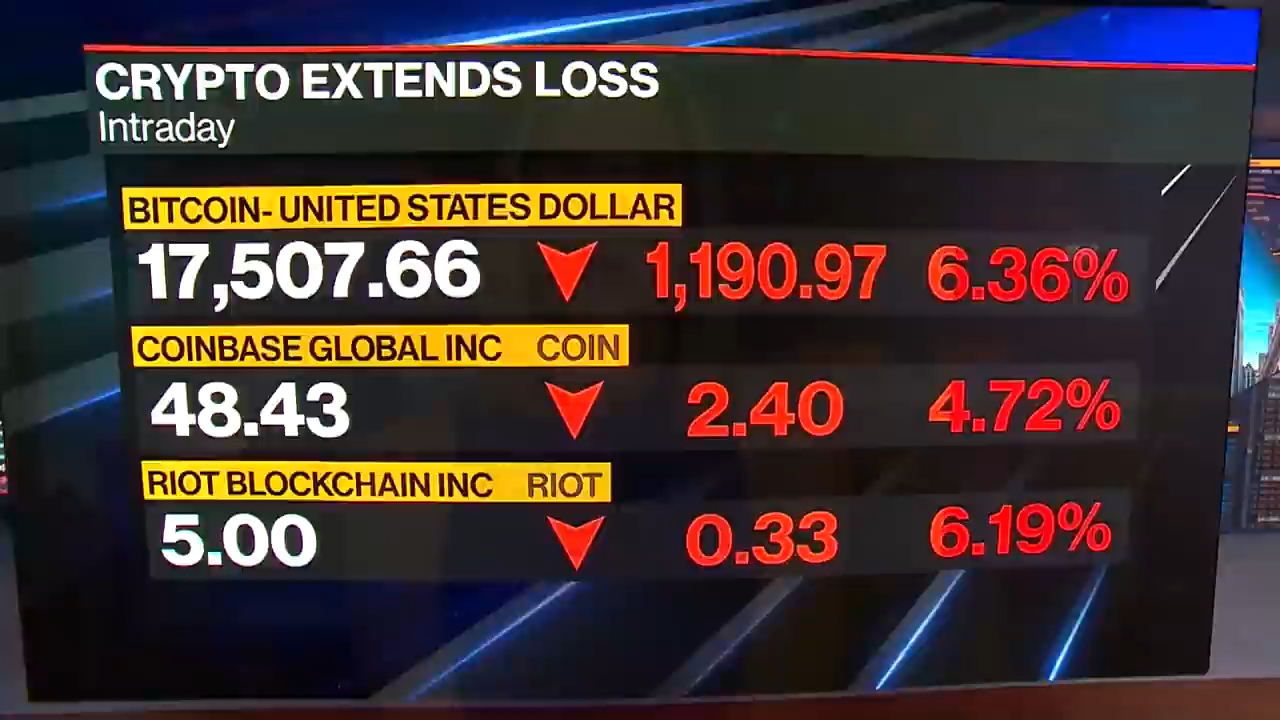 CRYPTO EXTENDS LOSS
Intraday
BITCOIN- UNITED STATES DOLLAR
17,507.66 1,190.97 6.36%
COINBASE GLOBAL INC COIN
48.43 2.40 4.72%
RIOT BLOCKCHAIN INC RIOT
5.00 0.33 6.19%